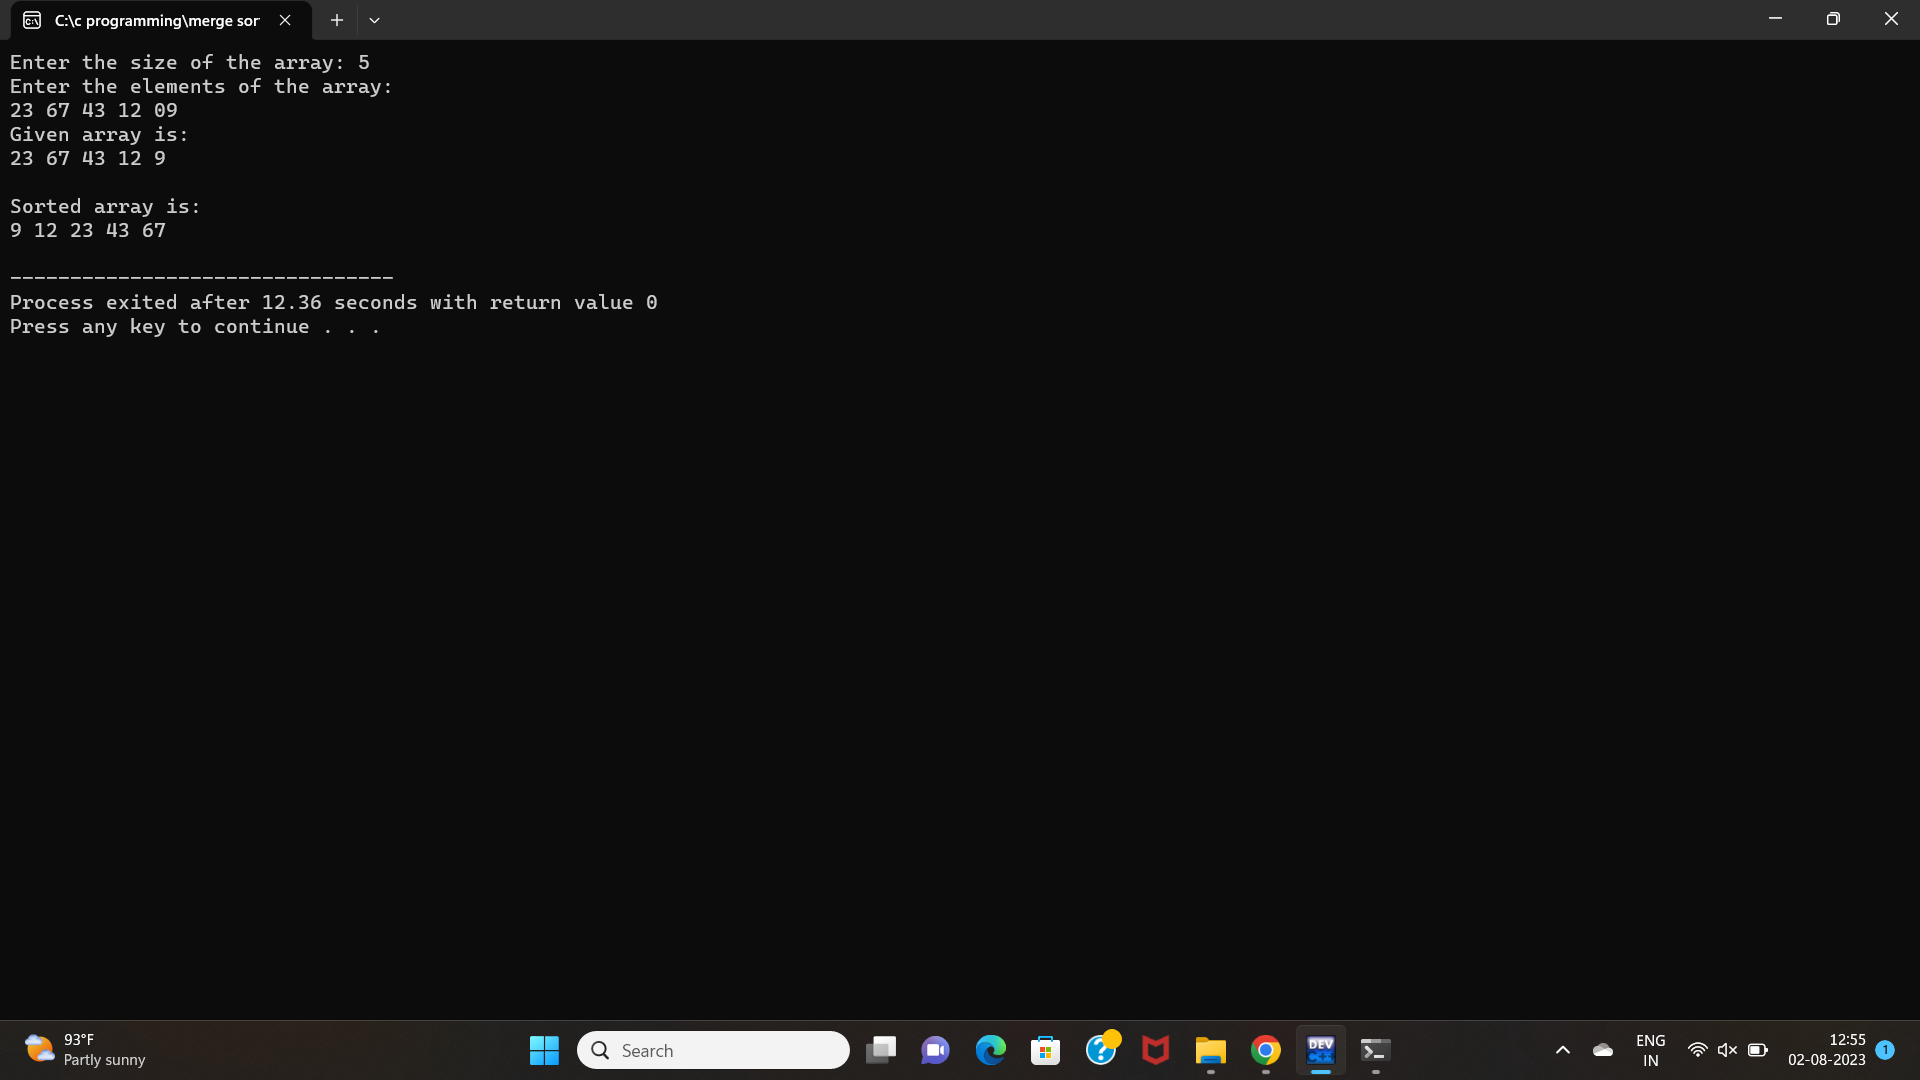 C:\c programming\merge sor
Enter the size of the array: 5
Enter the elements of the array:
23 67 43 12 09
Given array is:
23 67 43 12 9
Sorted array is:
9 12 23 43 67
--------------------------------
Process exited after 12.36 seconds with return value 0
Press any key to continue . . .
93°F
Partly sunny
Search
DEV
C++
ENG
IN
12:55
02-08-2023
1